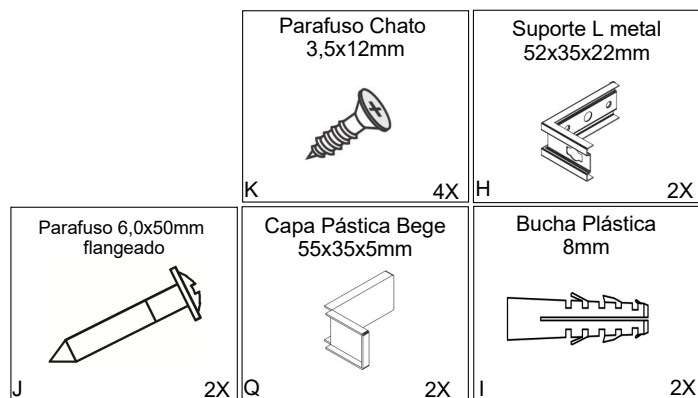 Parafuso Chato
3,5x12mm
K
4X
Suporte L metal
52x35x22mm
H
2X
Parafuso 6,0x50mm
flangeado
J
2X
Capa Pástica Bege
55x35x5mm
Q
2X
Bucha Plástica
8mm
I
2X